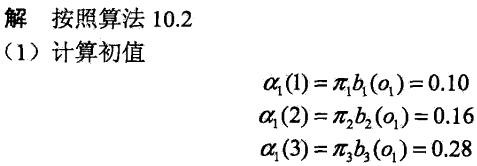 解 按照算法 10.2
（1）计算初值
α₁(1) = π₁b₁(o₁) = 0.10
α₁(2) = π₂b₂(o₁) = 0.16
α₁(3) = π₃b₃(o₁) = 0.28